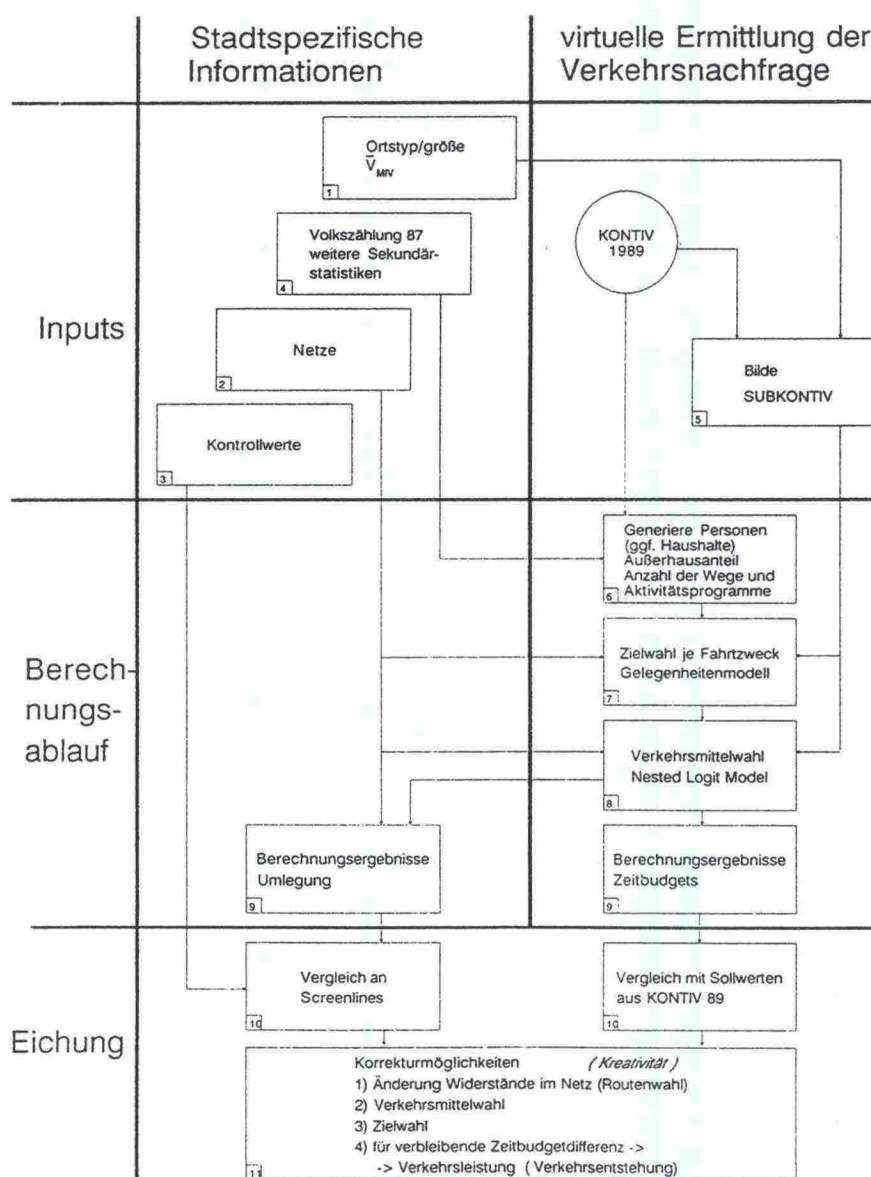 Stadtspezifische
Informationen
virtuelle Ermittlung der
Verkehrsnachfrage
Inputs
Ortstyp/größe
V̄MIV
1
Volkszählung 87
weitere Sekundär-
statistiken
4
Netze
2
Kontrollwerte
3
KONTIV
1989
Bilde
SUBKONTIV
5
Berech-
nungs-
ablauf
Generiere Personen
(ggf. Haushalte)
Außerhausanteil
Anzahl der Wege und
Aktivitätsprogramme
6
Zielwahl je Fahrtzweck
Gelegenheitenmodell
7
Verkehrsmittelwahl
Nested Logit Model
8
Berechnungsergebnisse
Umlegung
9
Berechnungsergebnisse
Zeitbudgets
9
Eichung
Vergleich an
Screenlines
10
Vergleich mit Sollwerten
aus KONTIV 89
10
Korrekturmöglichkeiten (Kreativität)
1) Änderung Widerstände im Netz (Routenwahl)
2) Verkehrsmittelwahl
3) Zielwahl
4) für verbleibende Zeitbudgetdifferenz ->
-> Verkehrsleistung ( Verkehrsentstehung)
11